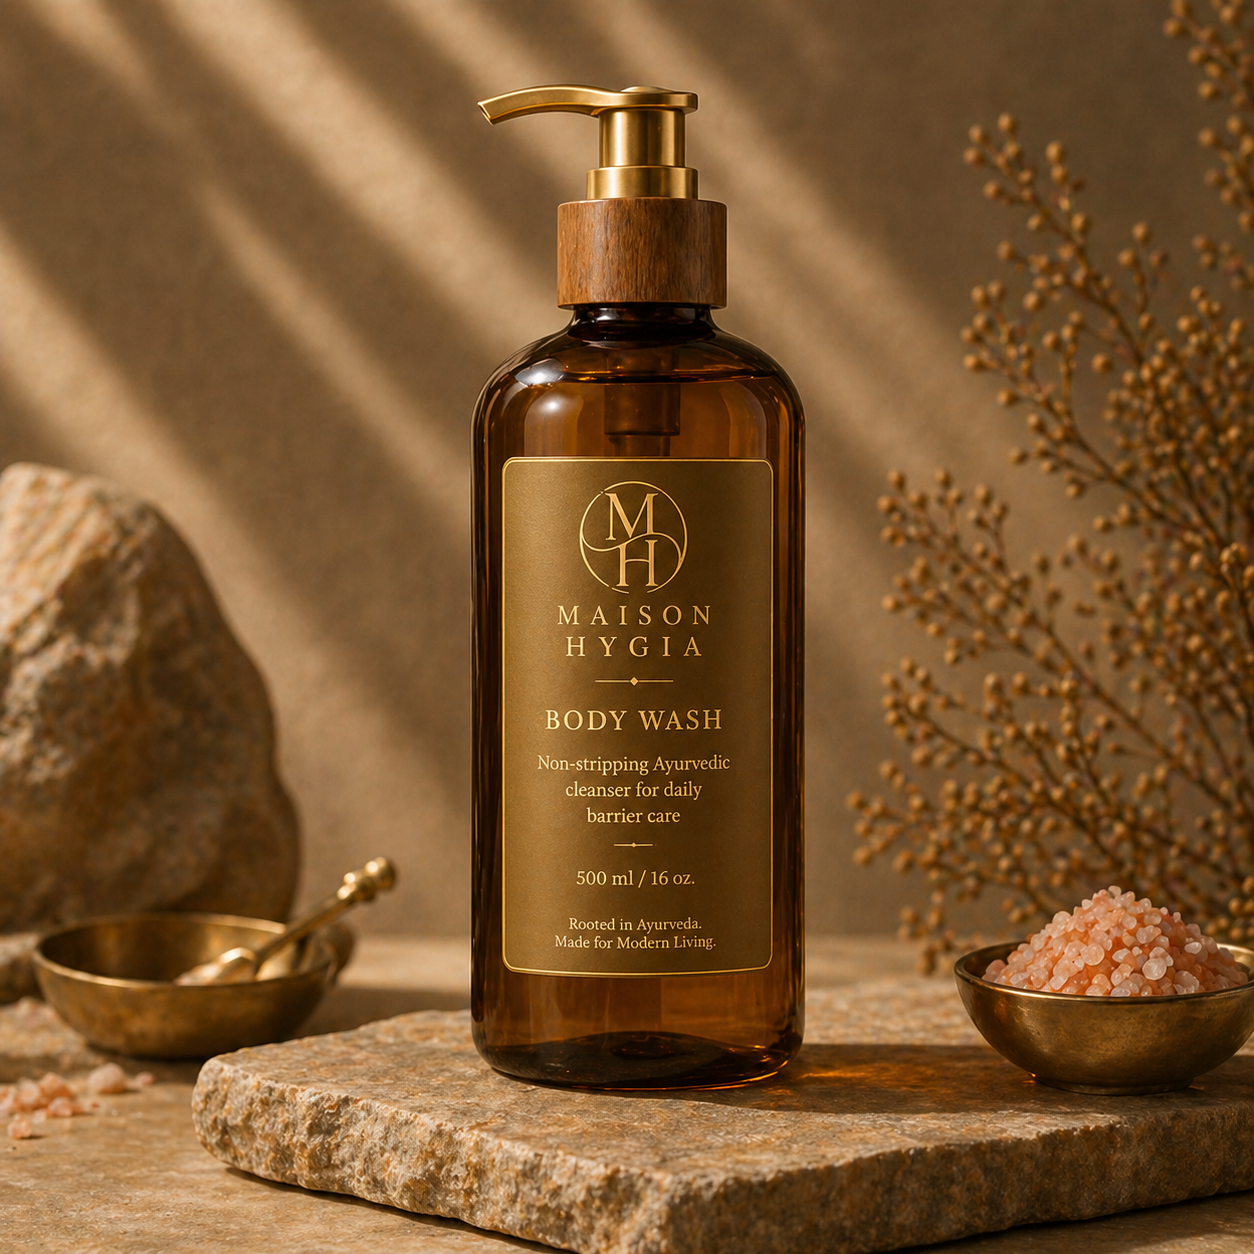 M
H
MAISON
HYGIA
BODY WASH
Non-stripping Ayurvedic
cleanser for daily
barrier care
500 ml / 16 oz.
Rooted in Ayurveda.
Made for Modern Living.